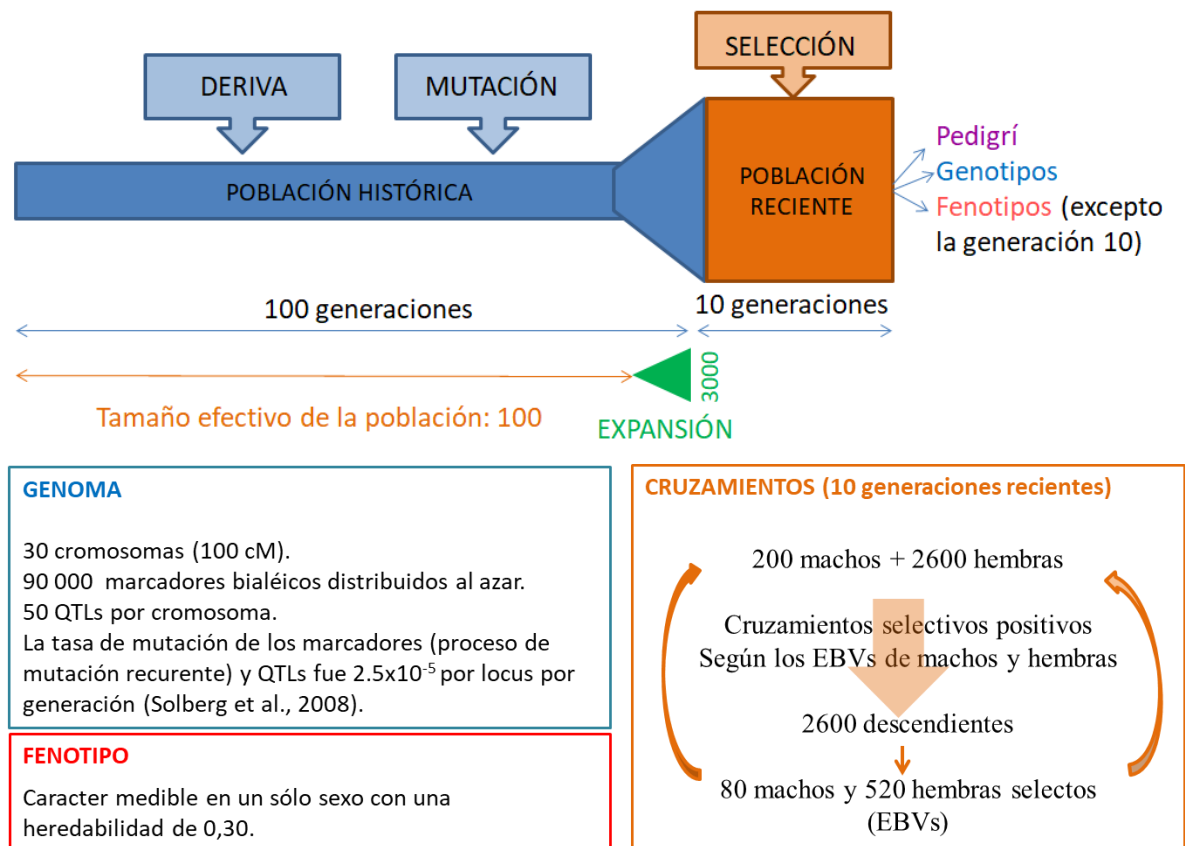 SELECCIÓN
DERIVA
MUTACIÓN
POBLACIÓN HISTÓRICA
POBLACIÓN
RECIENTE
Pedigrí
Genotipos
Fenotipos (excepto
la generación 10)
100 generaciones
10 generaciones
3000
Tamaño efectivo de la población: 100
EXPANSIÓN
GENOMA
30 cromosomas (100 cM).
90 000 marcadores bialéicos distribuidos al azar.
50 QTLs por cromosoma.
La tasa de mutación de los marcadores (proceso de
mutación recurente) y QTLs fue 2.5x10⁻⁵ por locus por
generación (Solberg et al., 2008).
FENOTIPO
Caracter medible en un sólo sexo con una
heredabilidad de 0,30.
CRUZAMIENTOS (10 generaciones recientes)
200 machos + 2600 hembras
Cruzamientos selectivos positivos
Según los EBVs de machos y hembras
2600 descendientes
80 machos y 520 hembras selectos
(EBVs)